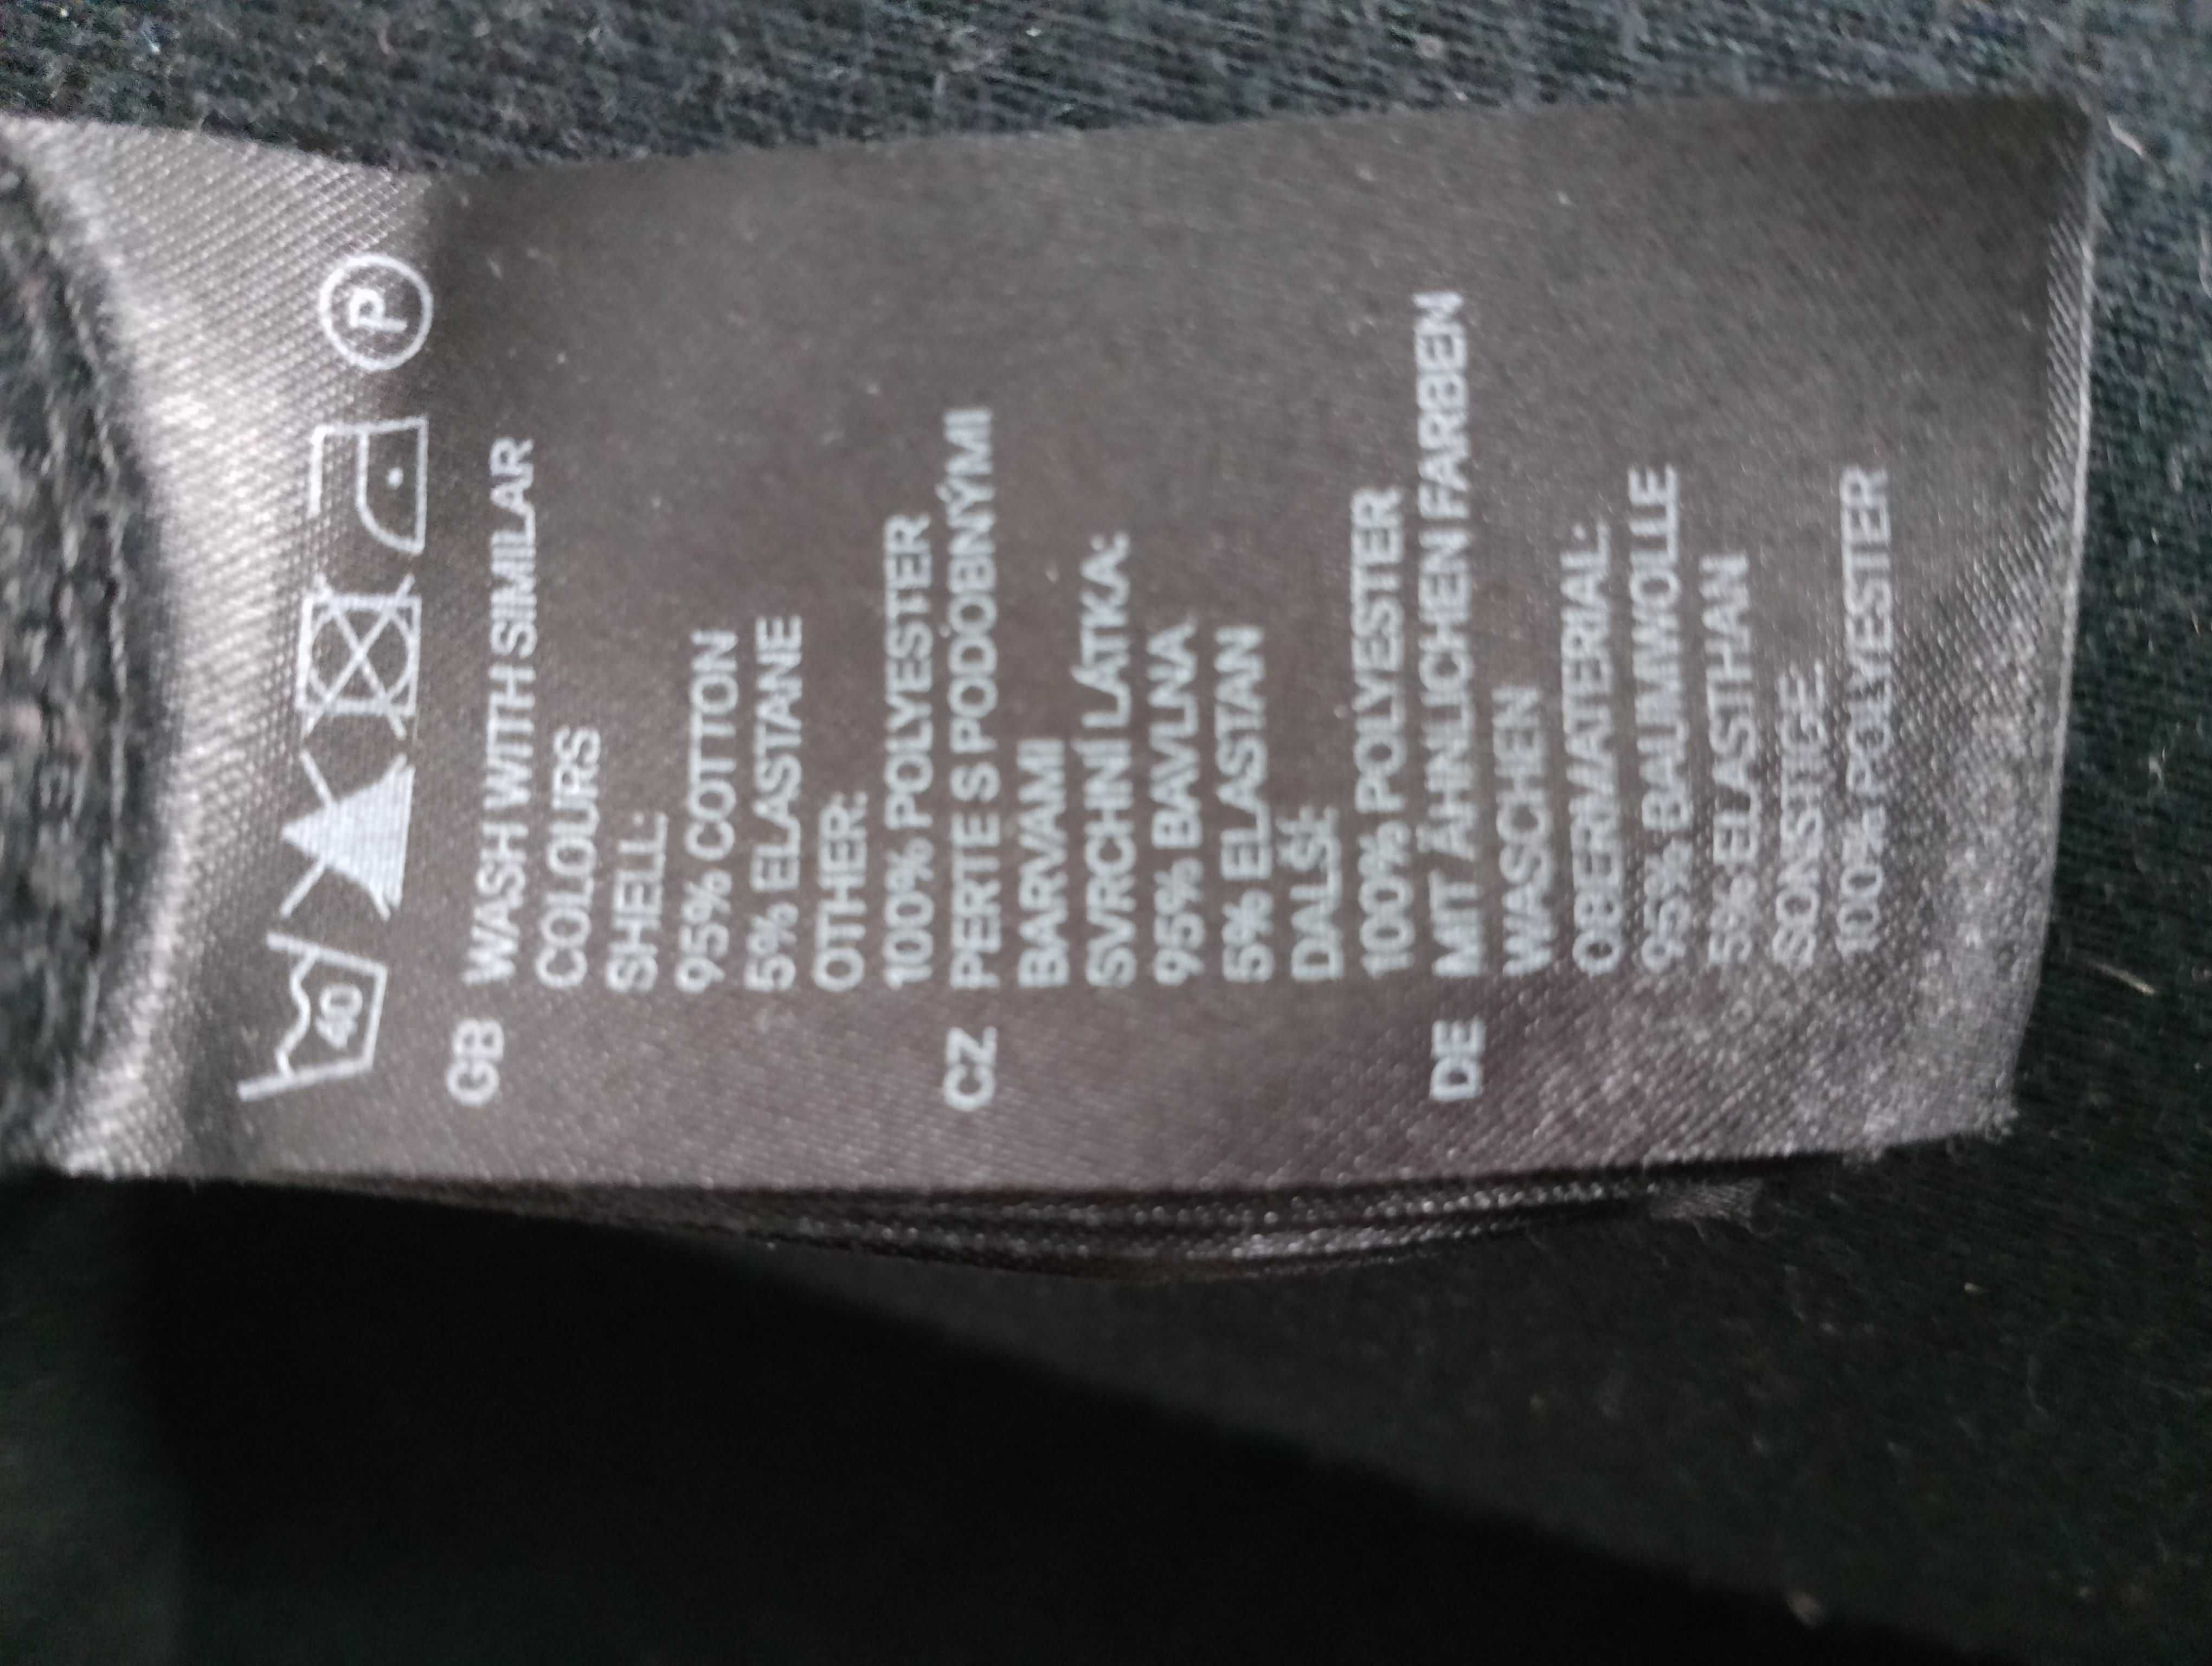 40 P
GB WASH WITH SIMILAR
COLOURS
SHELL:
95% COTTON
5% ELASTANE
OTHER:
100% POLYESTER
CZ PERTE S PODOBNÝMI
BARVAMI
SVRCHNÍ LÁTKA:
95% BAVLNA
5% ELASTAN
DALŠÍ:
100% POLYESTER
DE MIT ÄHNLICHEN FARBEN
WASCHEN
OBERMATERIAL:
95% BAUMWOLLE
5% ELASTHAN
SONSTIGE:
100% POLYESTER